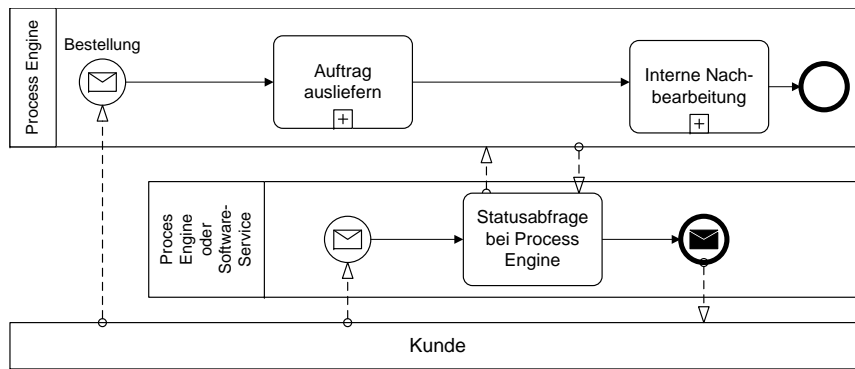 Process Engine
Bestellung
Auftrag
ausliefern
Interne Nach-
bearbeitung
Proces
Engine
oder
Software-
Service
Statusabfrage
bei Process
Engine
Kunde